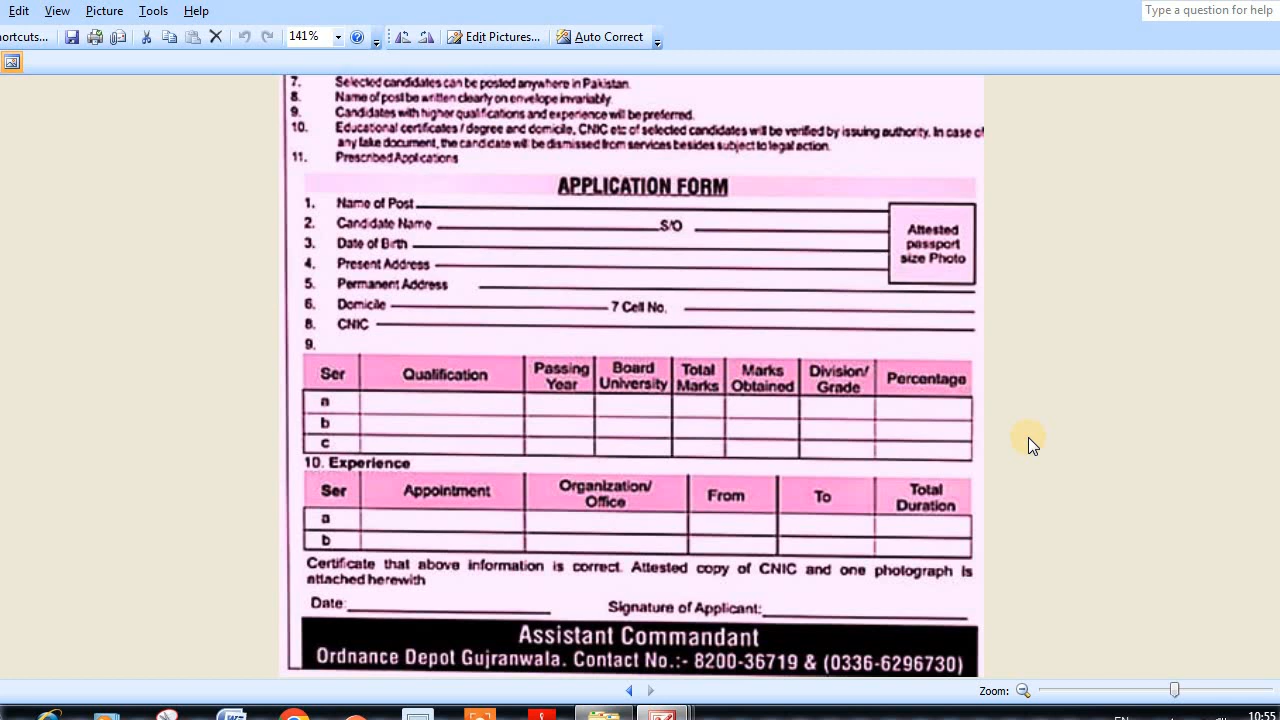 Edit View Picture Tools Help Type a question for help
ortcuts... 141% Edit Pictures... Auto Correct
7. Selected candidates can be posted anywhere in Pakistan.
8. Name of post be written clearly on envelope invariably.
9. Candidates with higher qualifications and experience will be preferred.
10. Educational certificates / degree and domicile, CNIC etc of selected candidates will be verified by issuing authority. In case of
any fake document, the candidate will be dismissed from services besides subject to legal action.
11. Prescribed Applications
APPLICATION FORM
1. Name of Post
2. Candidate Name S/O
3. Date of Birth
4. Present Address
5. Permanent Address
6. Domicile 7 Cell No.
8. CNIC
Attested
passport
size Photo
9.
Ser Qualification Passing Year Board University Total Marks Marks Obtained Division/ Grade Percentage
a
b
c
10. Experience
Ser Appointment Organization/ Office From To Total Duration
a
b
Certificate that above information is correct. Attested copy of CNIC and one photograph is
attached herewith
Date: Signature of Applicant:
Assistant Commandant
Ordnance Depot Gujranwala. Contact No.:- 8200-36719 & (0336-6296730)
Zoom:
EN 10:55